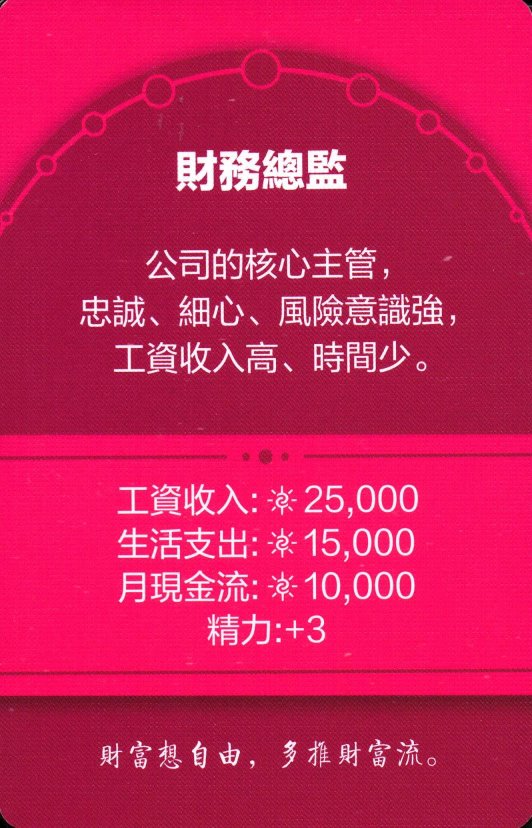 財務總監
公司的核心主管，
忠誠、細心、風險意識強，
工資收入高、時間少。
工資收入: 25,000
生活支出: 15,000
月現金流: 10,000
精力:+3
財富想自由，多推財富流。